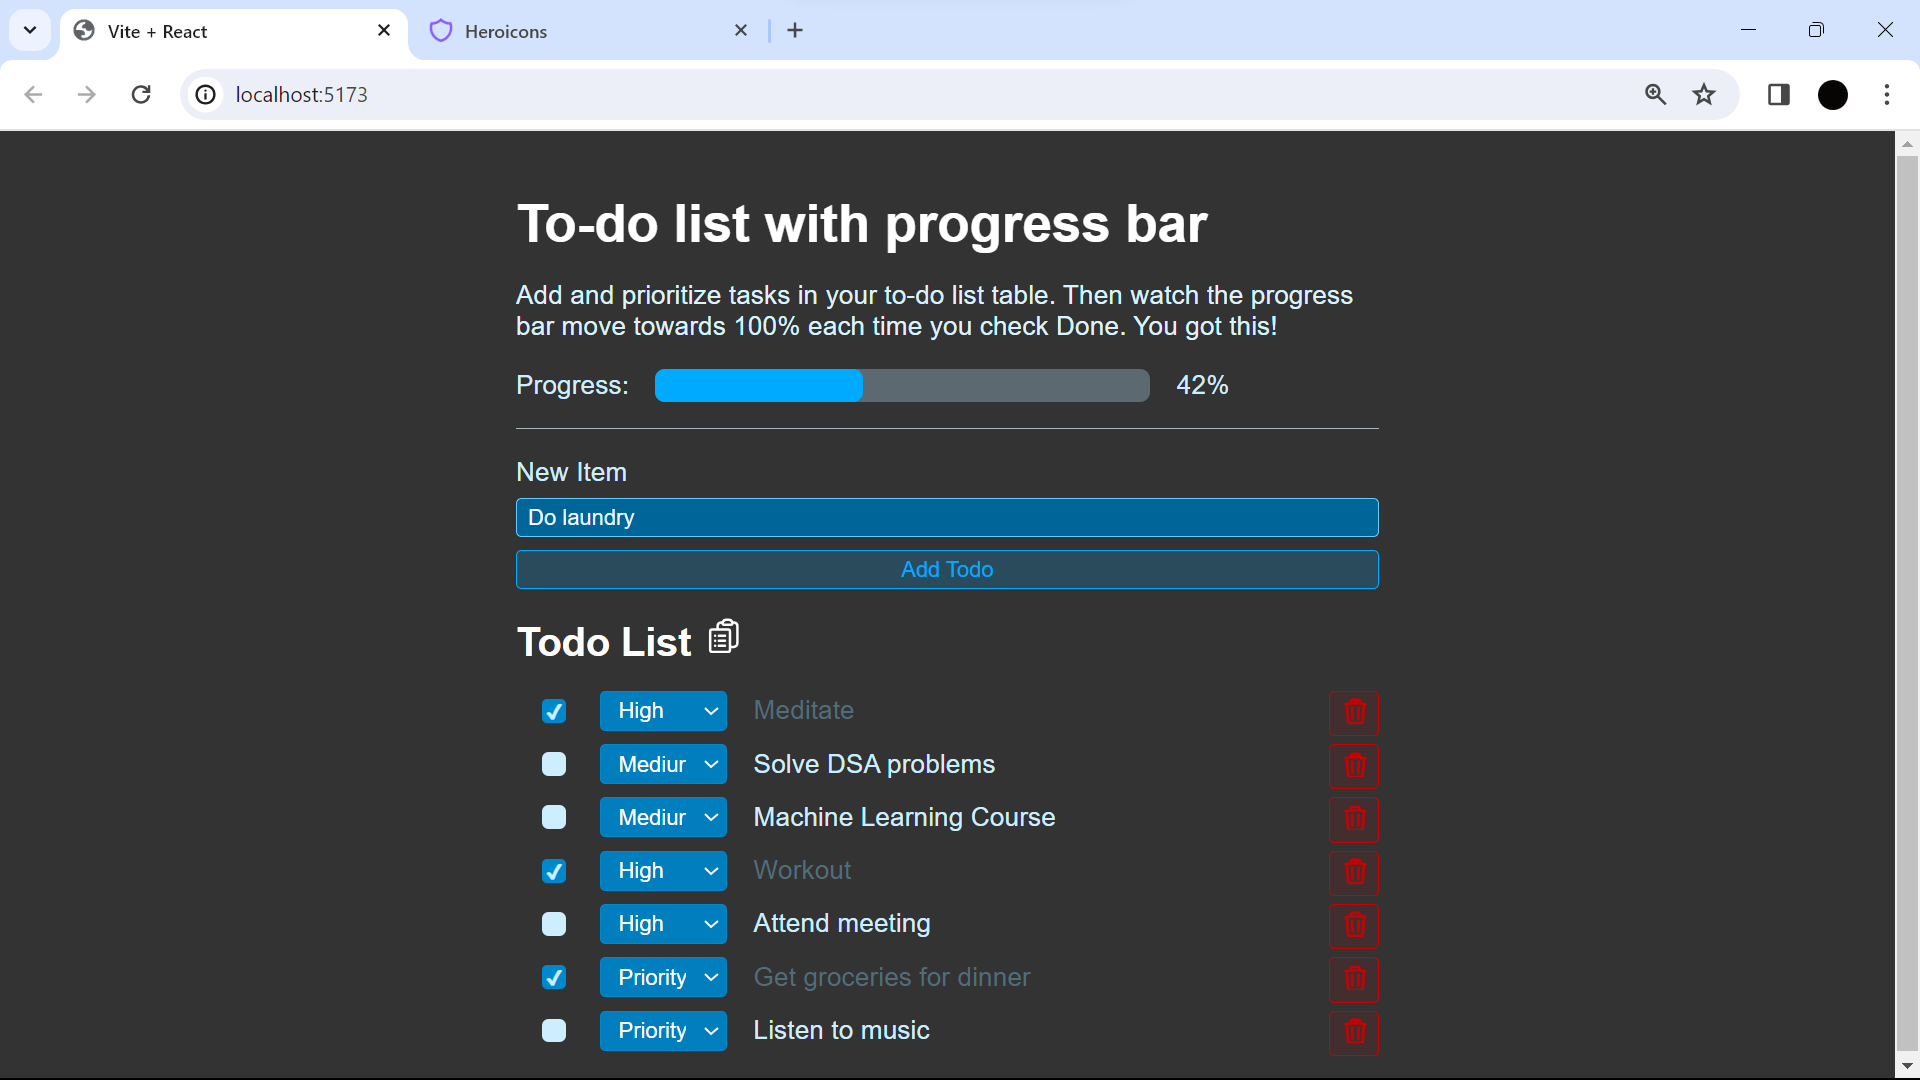 Vite + React
Heroicons
localhost:5173
To-do list with progress bar
Add and prioritize tasks in your to-do list table. Then watch the progress
bar move towards 100% each time you check Done. You got this!
Progress: 42%
New Item
Do laundry
Add Todo
Todo List
High Meditate
Mediur Solve DSA problems
Mediur Machine Learning Course
High Workout
High Attend meeting
Priority Get groceries for dinner
Priority Listen to music